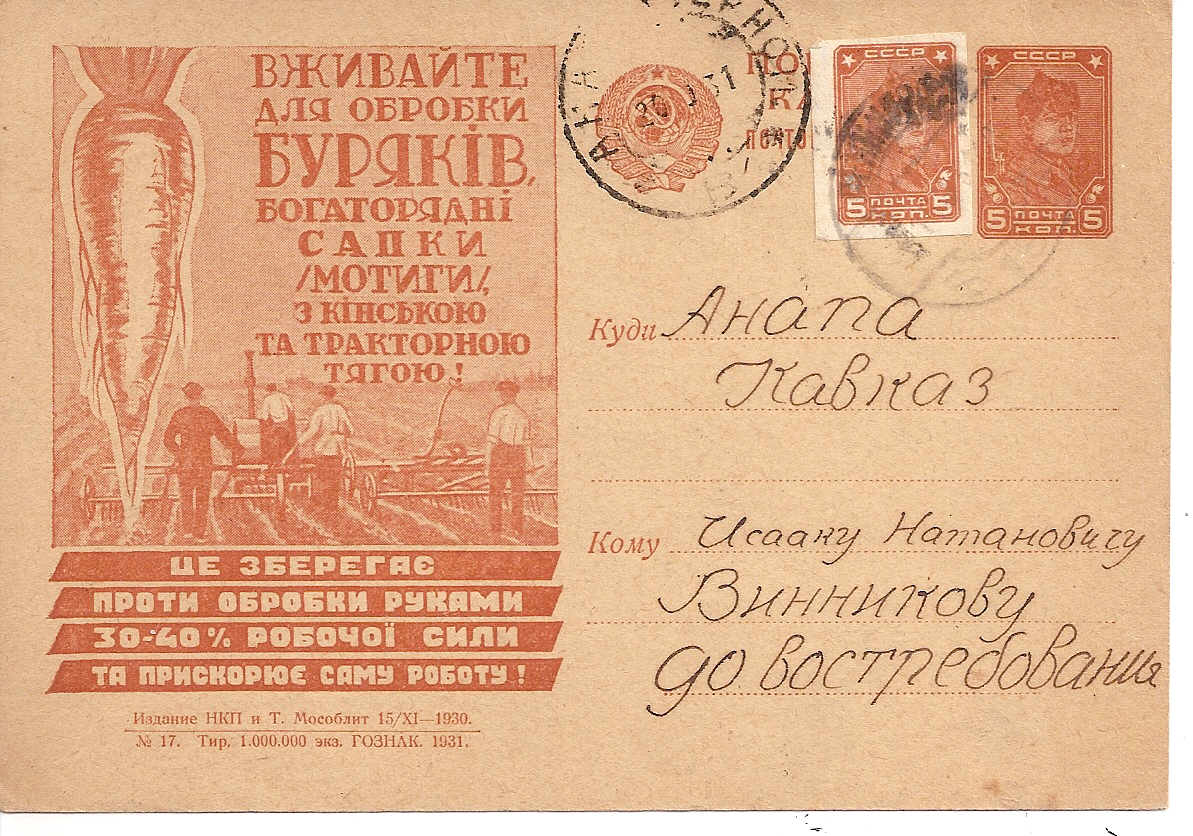 ВЖИВАЙТЕ
ДЛЯ ОБРОБКИ
БУРЯКІВ,
БОГАТОРЯДНІ
САПКИ
/МОТИГИ/,
З КІНСЬКОЮ
ТА ТРАКТОРНОЮ
ТЯГОЮ!
ЦЕ ЗБЕРЕГАЄ
ПРОТИ ОБРОБКИ РУКАМИ
30-40% РОБОЧОЇ СИЛИ
ТА ПРИСКОРЮЄ САМУ РОБОТУ!
Издание НКП и Т. Мособлит 15/XI—1930.
№ 17. Тир. 1.000.000 экз. ГОЗНАК. 1931.
СССР
5 ПОЧТА 5
КОП.
СССР
5 ПОЧТА 5
КОП.
Куди Анапа
Кавказ
Кому Исааку Натановичу
Винникову
до востребования